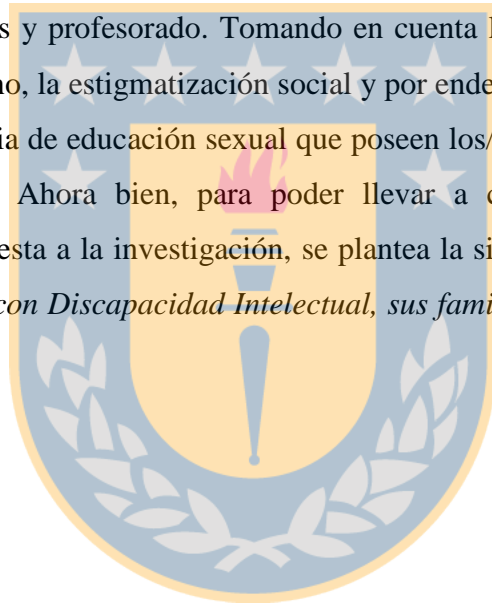 s y profesorado. Tomando en cuenta l
no, la estigmatización social y por ende
ia de educación sexual que poseen los/
Ahora bien, para poder llevar a c
esta a la investigación, se plantea la si
con Discapacidad Intelectual, sus fami